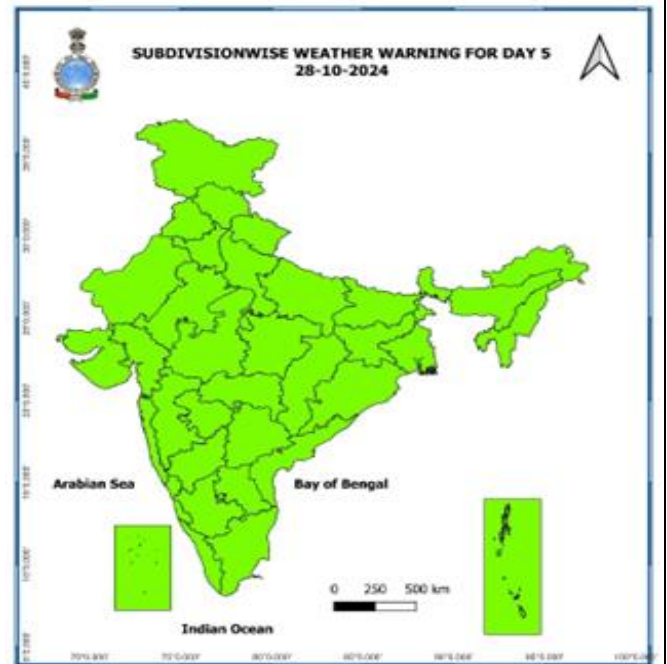 SUBDIVISIONWISE WEATHER WARNING FOR DAY 5
28-10-2024
Arabian Sea
Bay of Bengal
0 250 500 km
Indian Ocean